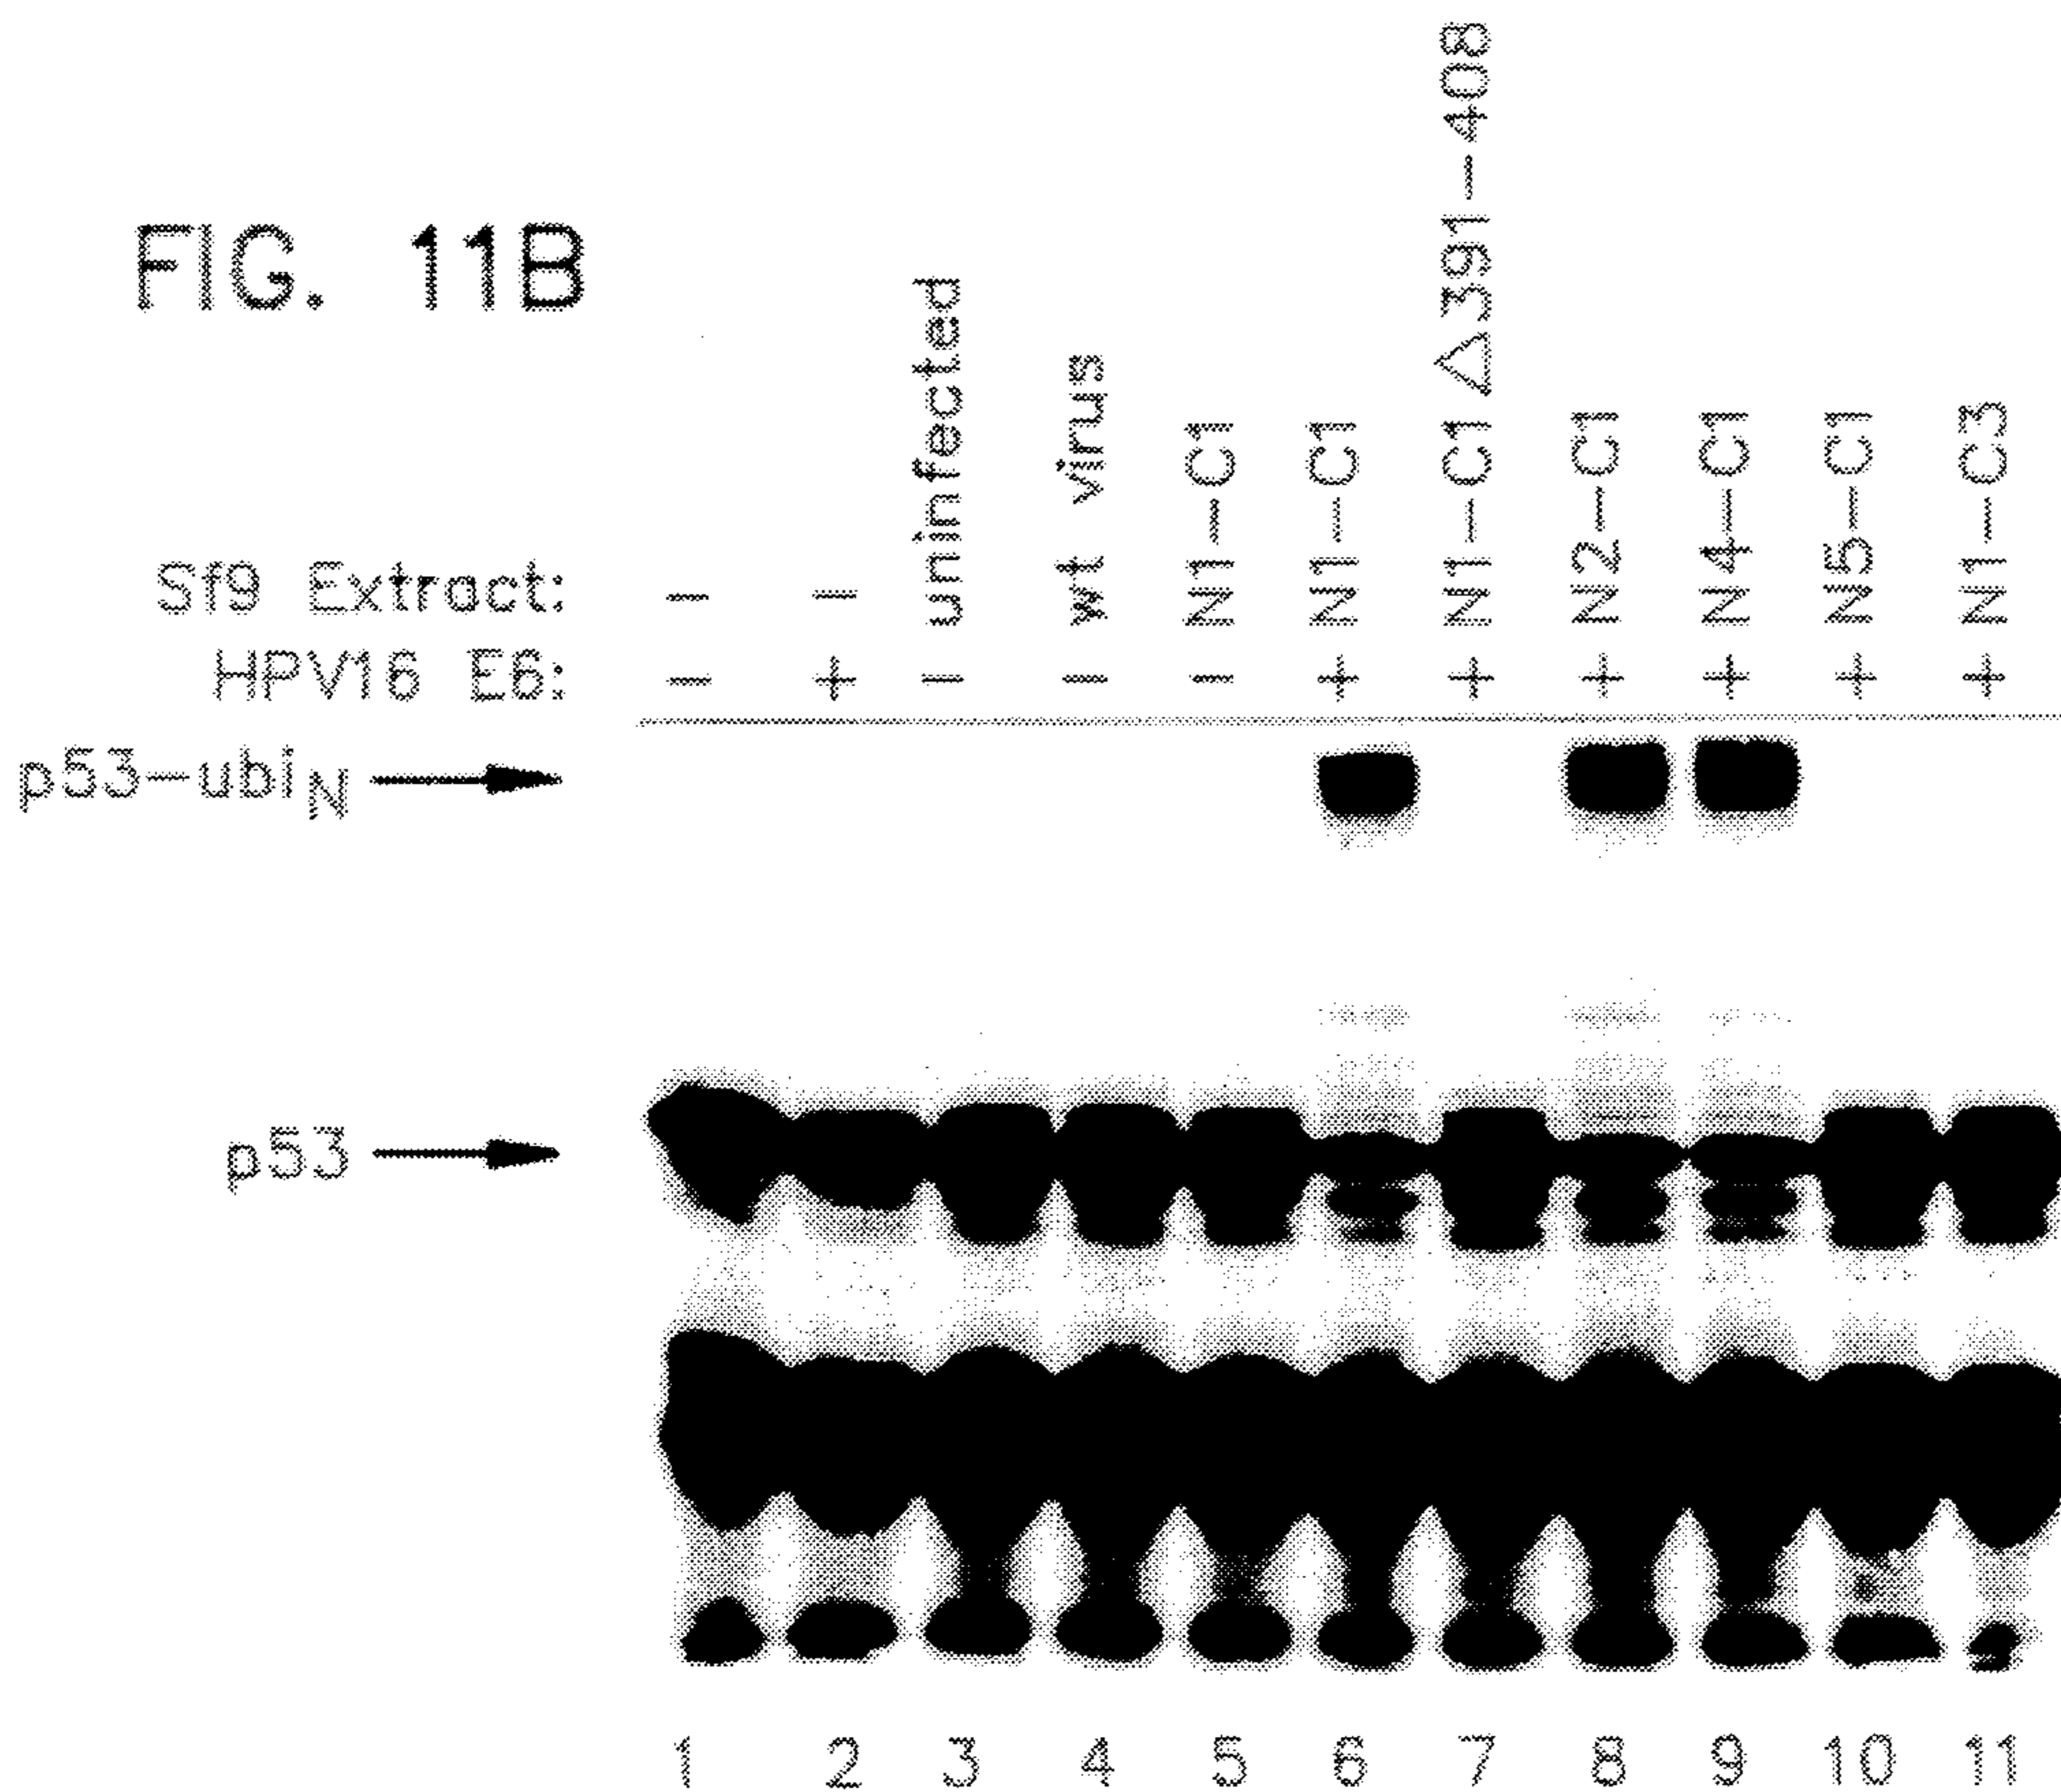 FIG. 11B
Sf9 Extract: – – uninfected wt virus N1–C1 N1–C1 N1–C1△391–408 N2–C1 N4–C1 N5–C1 N1–C3
HPV16 E6: – + – – – + + + + + +
p53–ubiN
p53
1 2 3 4 5 6 7 8 9 10 11